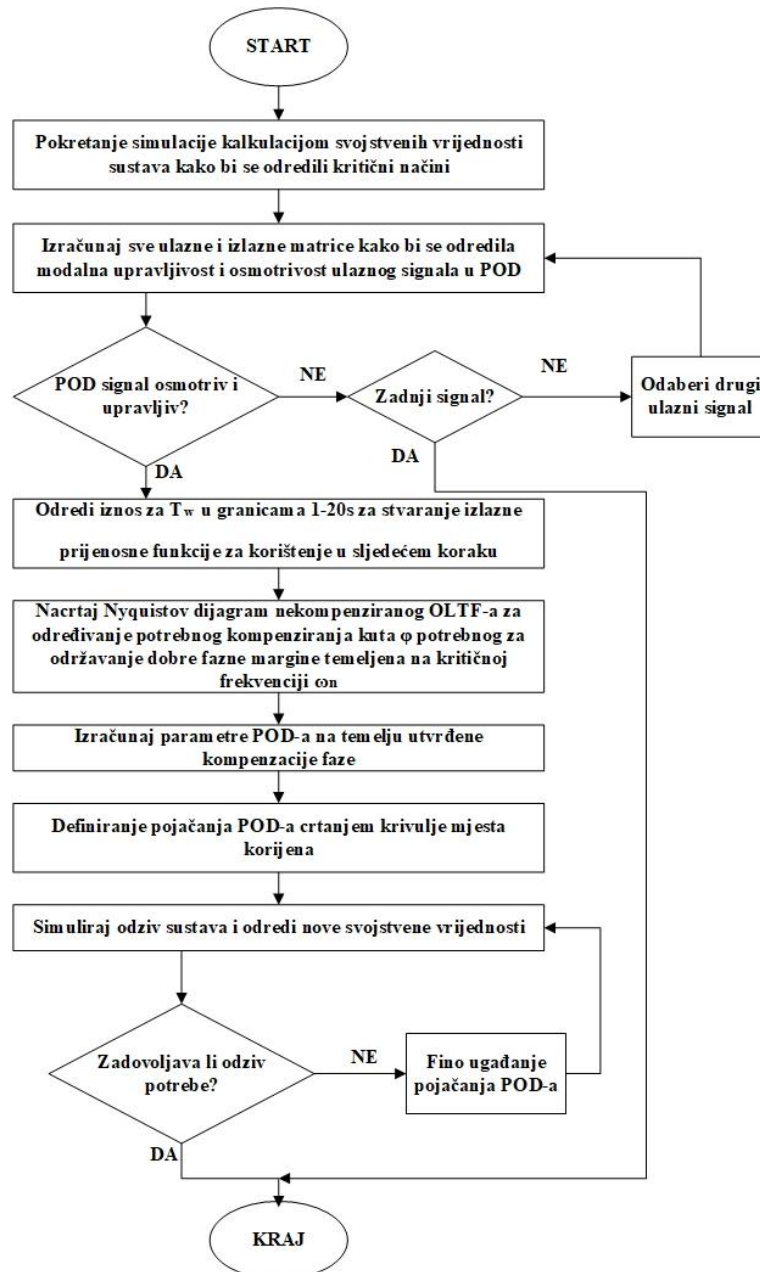 START
Pokretanje simulacije kalkulacijom svojstvenih vrijednosti
sustava kako bi se odredili kritični načini
Izračunaj sve ulazne i izlazne matrice kako bi se odredila
modalna upravljivost i osmotrivost ulaznog signala u POD
POD signal osmotriv i
upravljiv?
NE
Zadnji signal?
NE
Odaberi drugi
ulazni signal
DA
DA
Odredi iznos za Tw u granicama 1-20s za stvaranje izlazne
prijenosne funkcije za korištenje u sljedećem koraku
Nacrtaj Nyquistov dijagram nekompenziranog OLTF-a za
određivanje potrebnog kompenziranja kuta φ potrebnog za
održavanje dobre fazne margine temeljena na kritičnoj
frekvenciji ωn
Izračunaj parametre POD-a na temelju utvrđene
kompenzacije faze
Definiranje pojačanja POD-a crtanjem krivulje mjesta
korijena
Simuliraj odziv sustava i odredi nove svojstvene vrijednosti
Zadovoljava li odziv
potrebe?
NE
Fino ugađanje
pojačanja POD-a
DA
KRAJ